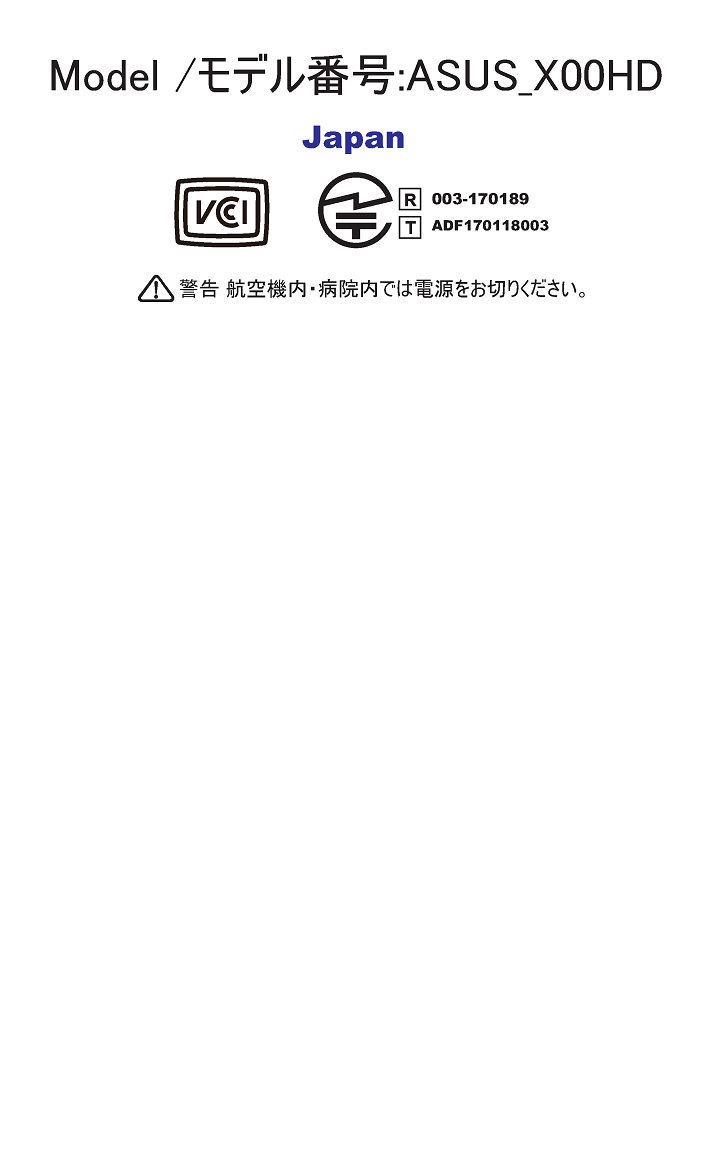 Model /モデル番号:ASUS_X00HD
Japan
VCCI
R 003-170189
T ADF170118003
警告 航空機内・病院内では電源をお切りください。